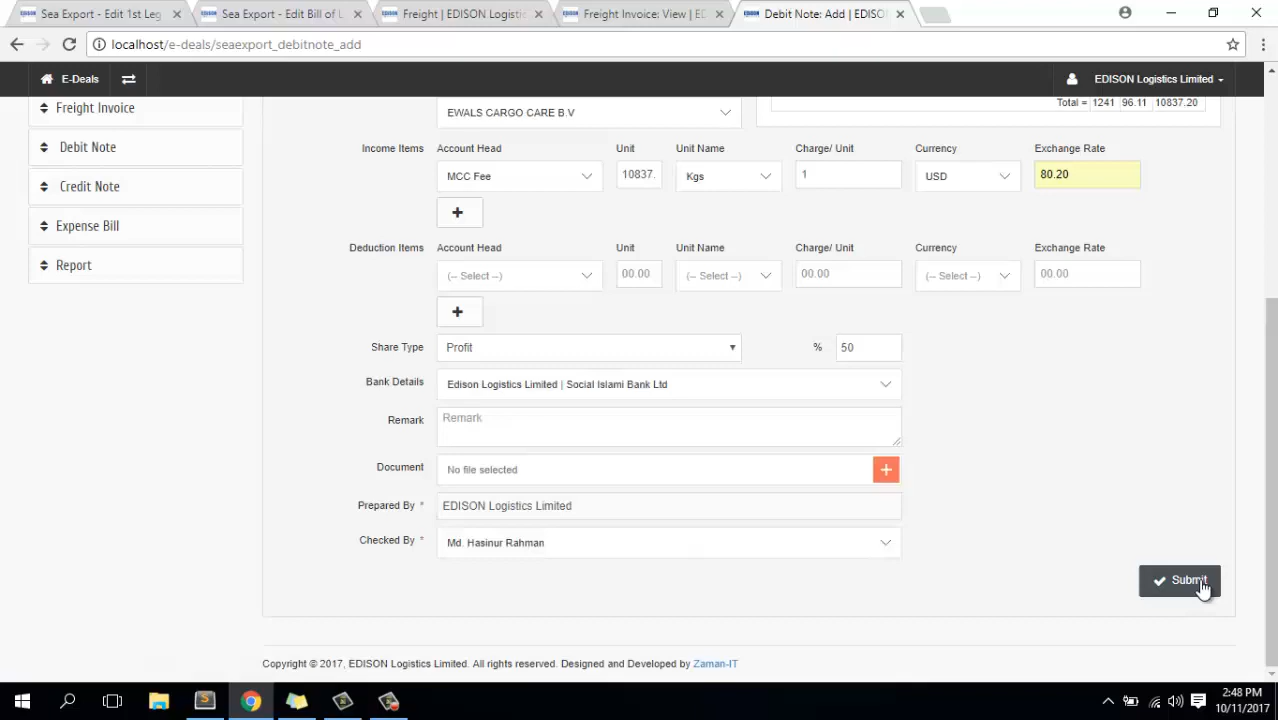 Sea Export - Edit 1st Leg
Sea Export - Edit Bill of L
Freight | EDISON Logistic
Freight Invoice: View | ED
Debit Note: Add | EDISO
localhost/e-deals/seaexport_debitnote_add
E-Deals
EDISON Logistics Limited
Freight Invoice
Debit Note
Credit Note
Expense Bill
Report
EWALS CARGO CARE B.V
Total = 1241 96.11 10837.20
Income Items Account Head Unit Unit Name Charge/ Unit Currency Exchange Rate
MCC Fee 10837. Kgs 1 USD 80.20
+
Deduction Items Account Head Unit Unit Name Charge/ Unit Currency Exchange Rate
(-- Select --) 00.00 (-- Select --) 00.00 (-- Select --) 00.00
+
Share Type Profit % 50
Bank Details Edison Logistics Limited | Social Islami Bank Ltd
Remark Remark
Document No file selected +
Prepared By * EDISON Logistics Limited
Checked By * Md. Hasinur Rahman
Submit
Copyright © 2017, EDISON Logistics Limited. All rights reserved. Designed and Developed by Zaman-IT
2:48 PM
10/11/2017